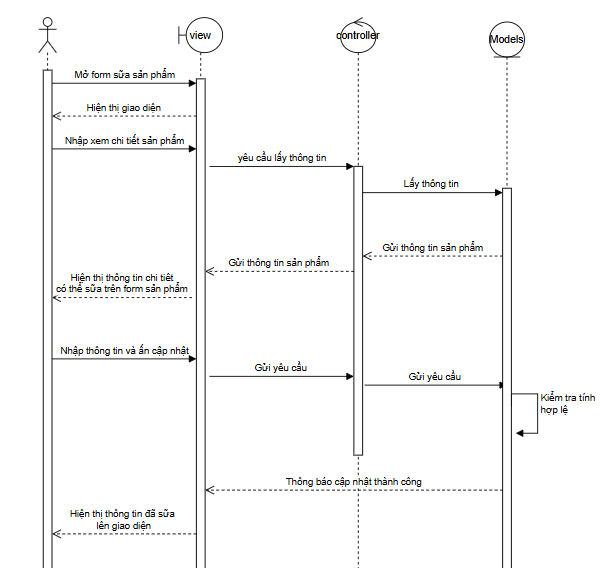 view
controller
Models
Mở form sữa sản phẩm
Hiện thị giao diện
Nhập xem chi tiết sản phẩm
yêu cầu lấy thông tin
Lấy thông tin
Gửi thông tin sản phẩm
Gửi thông tin sản phẩm
Hiện thị thông tin chi tiết
có thể sữa trên form sản phẩm
Nhập thông tin và ấn cập nhật
Gửi yêu cầu
Gửi yêu cầu
Kiểm tra tính
hợp lệ
Thông báo cập nhật thành công
Hiện thị thông tin đã sữa
lên giao diện